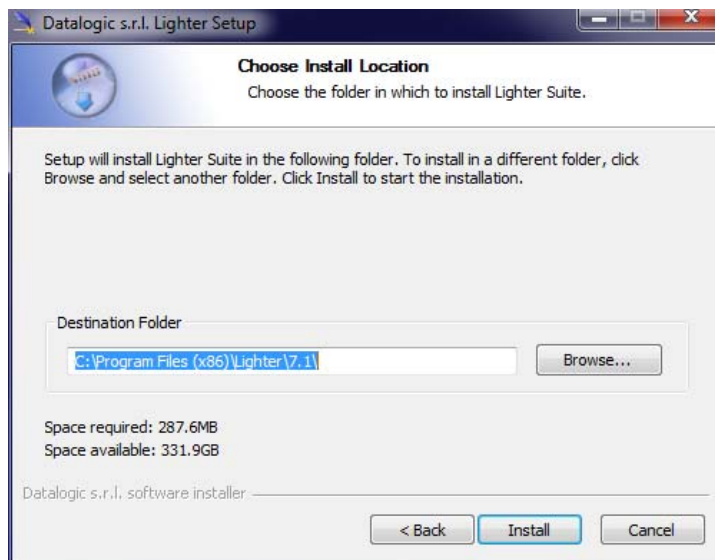 Datalogic s.r.l. Lighter Setup
Choose Install Location
Choose the folder in which to install Lighter Suite.
Setup will install Lighter Suite in the following folder. To install in a different folder, click
Browse and select another folder. Click Install to start the installation.
Destination Folder
C:\Program Files (x86)\Lighter\7.1\
Browse...
Space required: 287.6MB
Space available: 331.9GB
Datalogic s.r.l. software installer
< Back
Install
Cancel